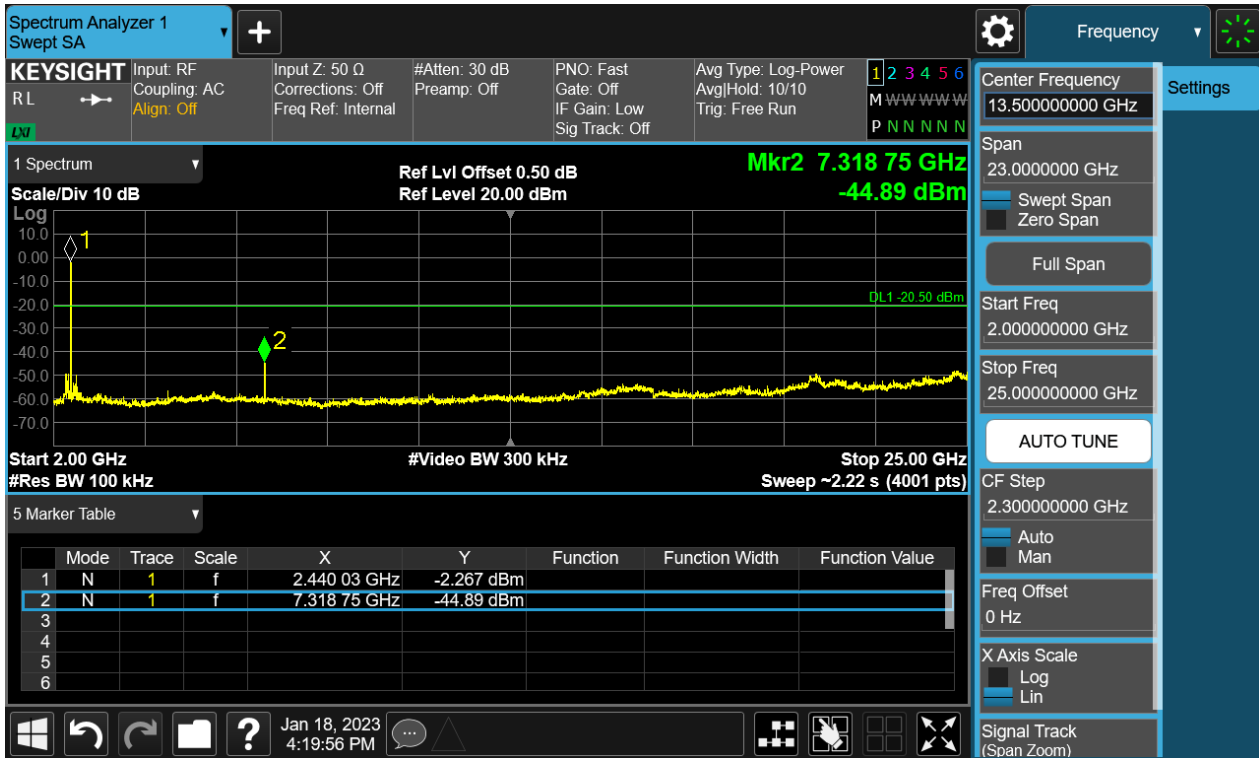 Spectrum Analyzer 1
Swept SA
+
Frequency
KEYSIGHT
R L
LXI
Input: RF
Coupling: AC
Align: Off
Input Z: 50 Ω
Corrections: Off
Freq Ref: Internal
#Atten: 30 dB
Preamp: Off
PNO: Fast
Gate: Off
IF Gain: Low
Sig Track: Off
Avg Type: Log-Power
Avg|Hold: 10/10
Trig: Free Run
1 2 3 4 5 6
M W W W W W
P N N N N N
1 Spectrum
Scale/Div 10 dB
Log
Ref Lvl Offset 0.50 dB
Ref Level 20.00 dBm
Mkr2 7.318 75 GHz
-44.89 dBm
10.0
0.00
-10.0
-20.0
-30.0
-40.0
-50.0
-60.0
-70.0
1
2
DL1 -20.50 dBm
Start 2.00 GHz
#Video BW 300 kHz
Stop 25.00 GHz
#Res BW 100 kHz
Sweep ~2.22 s (4001 pts)
5 Marker Table
Mode Trace Scale X Y Function Function Width Function Value
1 N 1 f 2.440 03 GHz -2.267 dBm
2 N 1 f 7.318 75 GHz -44.89 dBm
3
4
5
6
?
Jan 18, 2023
4:19:56 PM
Center Frequency
13.500000000 GHz
Settings
Span
23.0000000 GHz
Swept Span
Zero Span
Full Span
Start Freq
2.000000000 GHz
Stop Freq
25.000000000 GHz
AUTO TUNE
CF Step
2.300000000 GHz
Auto
Man
Freq Offset
0 Hz
X Axis Scale
Log
Lin
Signal Track
(Span Zoom)